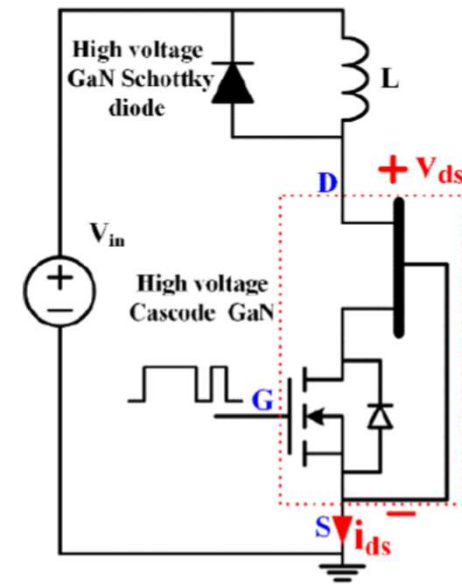 High voltage
GaN Schottky
diode
L
D
+ Vds
Vin
High voltage
Cascode GaN
G
S
ids